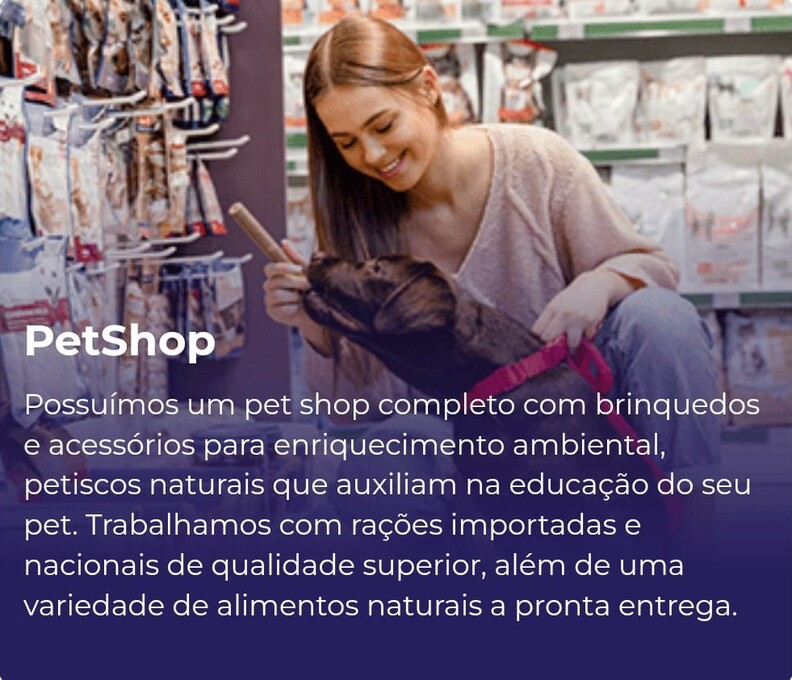 PetShop
Possuímos um pet shop completo com brinquedos
e acessórios para enriquecimento ambiental,
petiscos naturais que auxiliam na educação do seu
pet. Trabalhamos com rações importadas e
nacionais de qualidade superior, além de uma
variedade de alimentos naturais a pronta entrega.